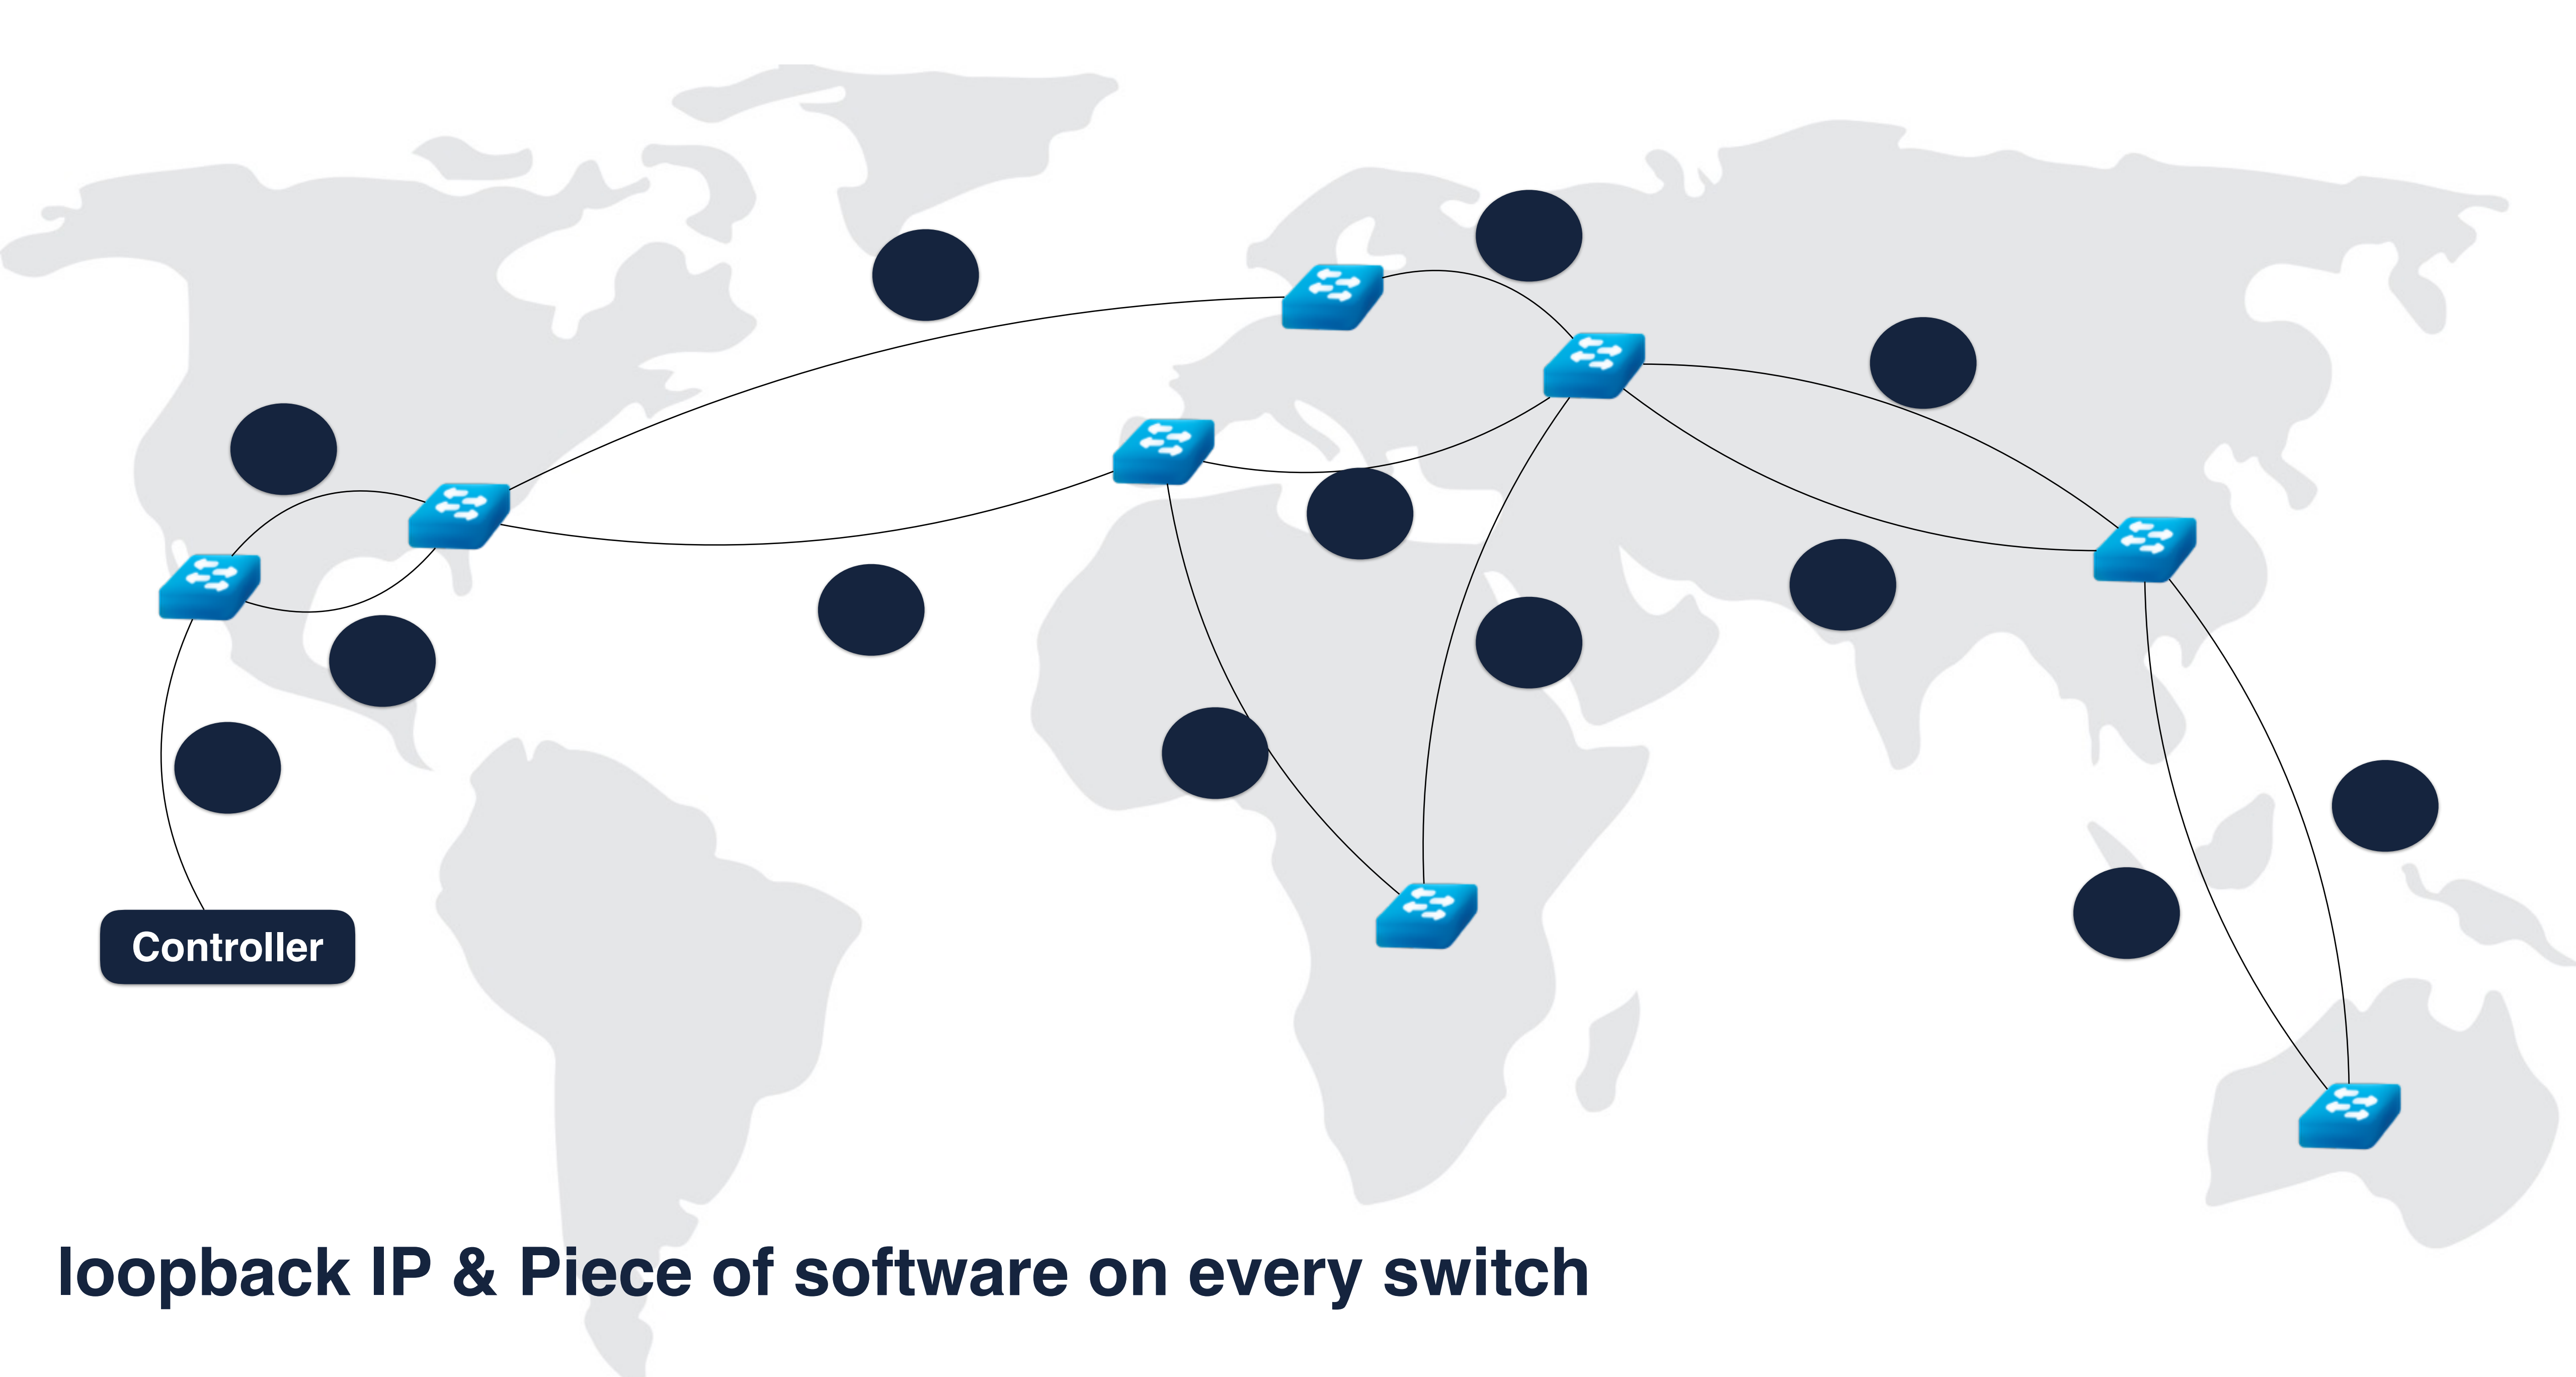 Controller
loopback IP & Piece of software on every switch